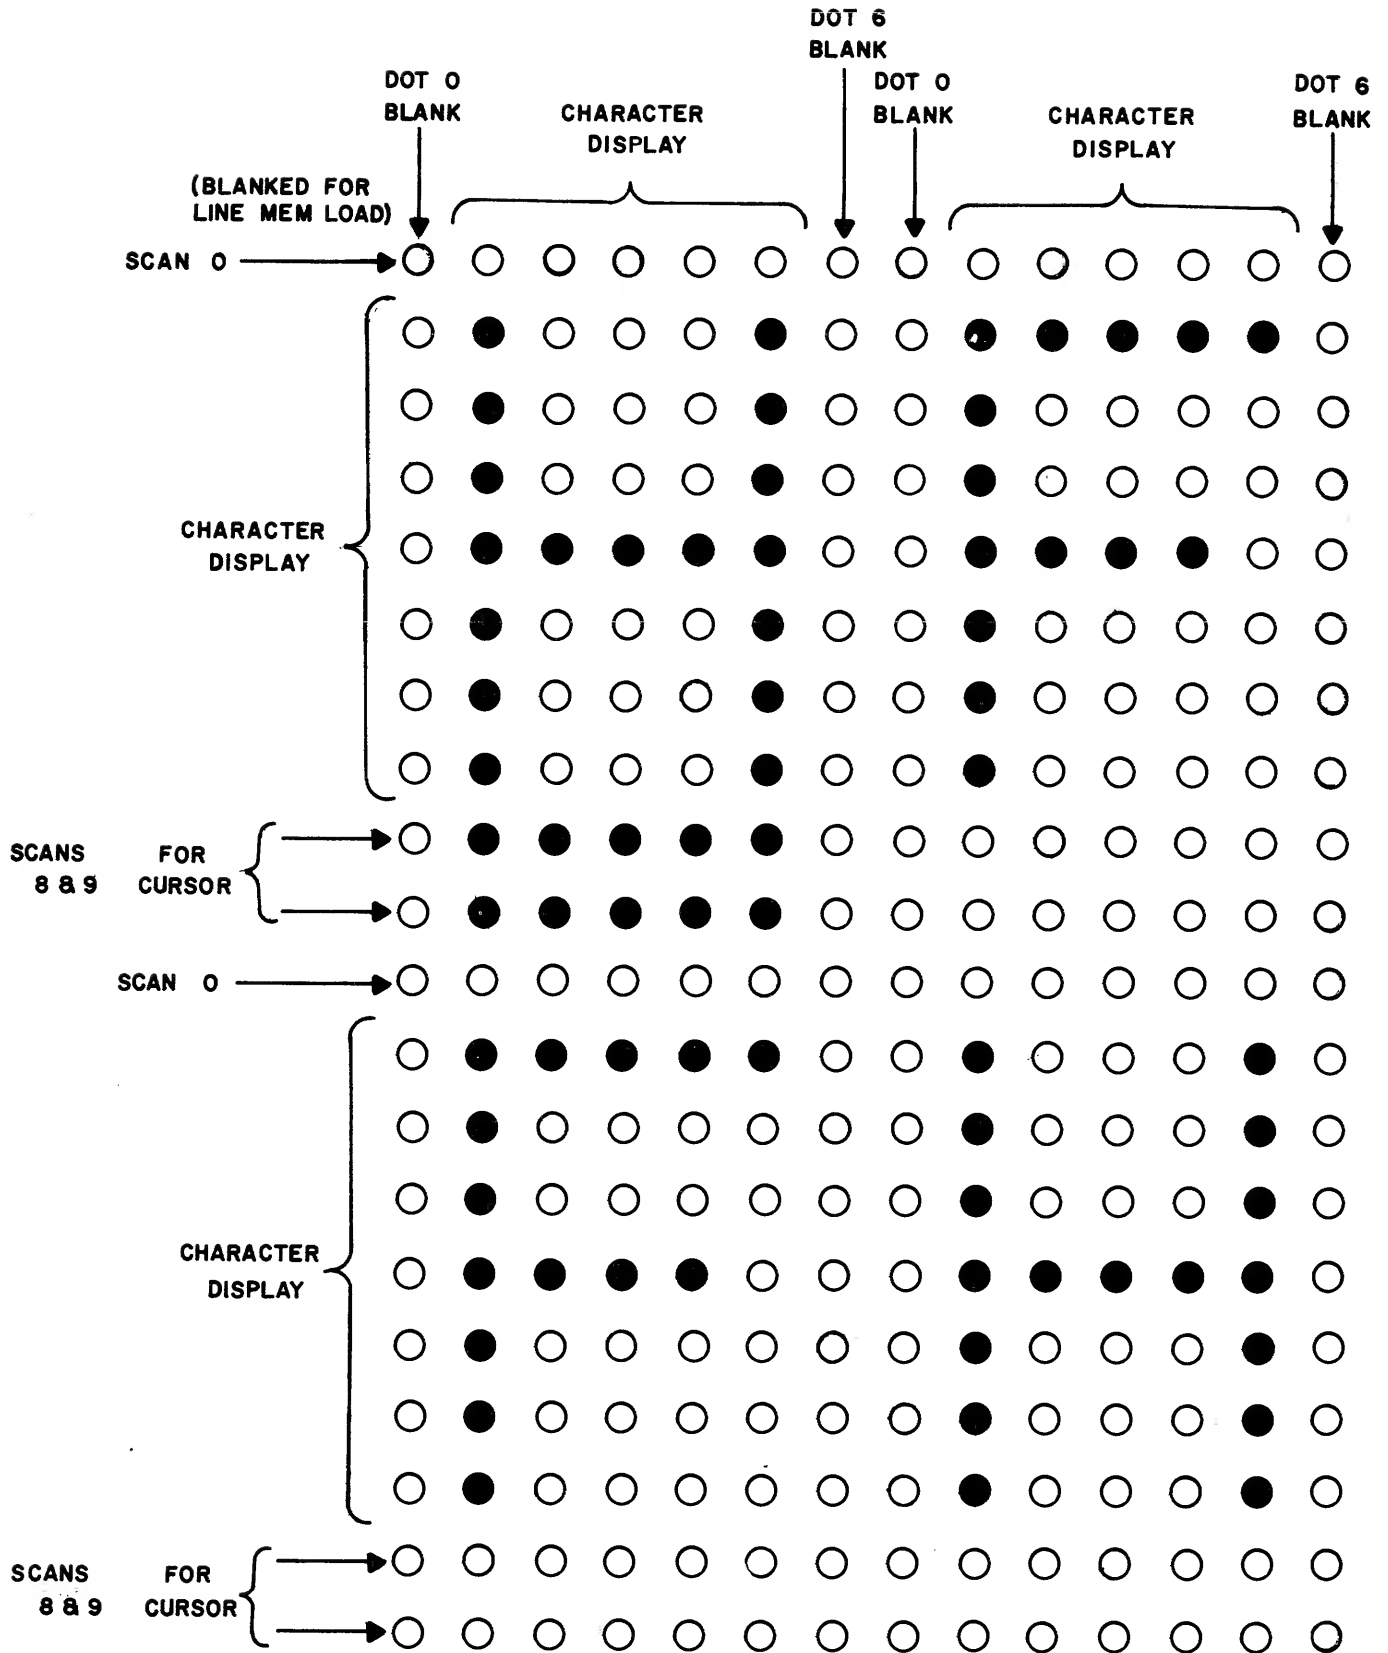 DOT 6
BLANK
DOT 0
BLANK
CHARACTER
DISPLAY
DOT 0
BLANK
CHARACTER
DISPLAY
DOT 6
BLANK
(BLANKED FOR
LINE MEM LOAD)
SCAN 0
CHARACTER
DISPLAY
SCANS FOR
8 & 9 CURSOR
SCAN 0
CHARACTER
DISPLAY
SCANS FOR
8 & 9 CURSOR